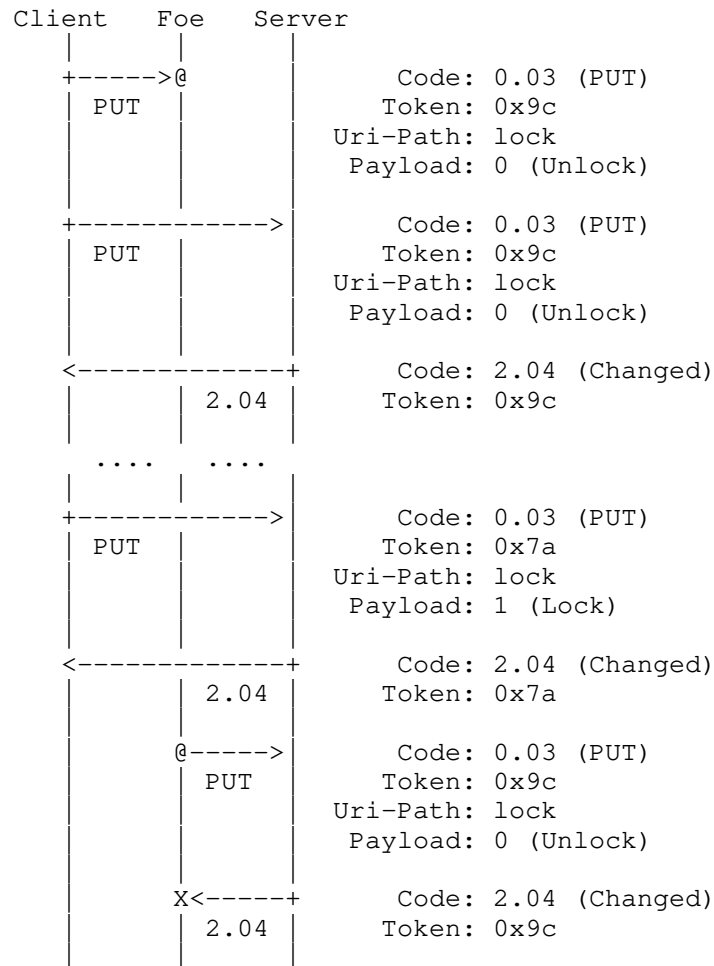 Client   Foe   Server
   |      |      |
   +----->@      |      Code: 0.03 (PUT)
   | PUT  |      |     Token: 0x9c
   |      |      |  Uri-Path: lock
   |      |      |   Payload: 0 (Unlock)
   |      |      |
   +------------>|      Code: 0.03 (PUT)
   | PUT  |      |     Token: 0x9c
   |      |      |  Uri-Path: lock
   |      |      |   Payload: 0 (Unlock)
   |      |      |
   <-------------+      Code: 2.04 (Changed)
   |      | 2.04 |     Token: 0x9c
   |      |      |
     ....   ....
   |      |      |
   +------------>|      Code: 0.03 (PUT)
   | PUT  |      |     Token: 0x7a
   |      |      |  Uri-Path: lock
   |      |      |   Payload: 1 (Lock)
   |      |      |
   <-------------+      Code: 2.04 (Changed)
   |      | 2.04 |     Token: 0x7a
   |      |      |
   |      @----->|      Code: 0.03 (PUT)
   |      | PUT  |     Token: 0x9c
   |      |      |  Uri-Path: lock
   |      |      |   Payload: 0 (Unlock)
   |      |      |
   |      X<-----+      Code: 2.04 (Changed)
   |      | 2.04 |     Token: 0x9c
   |      |      |